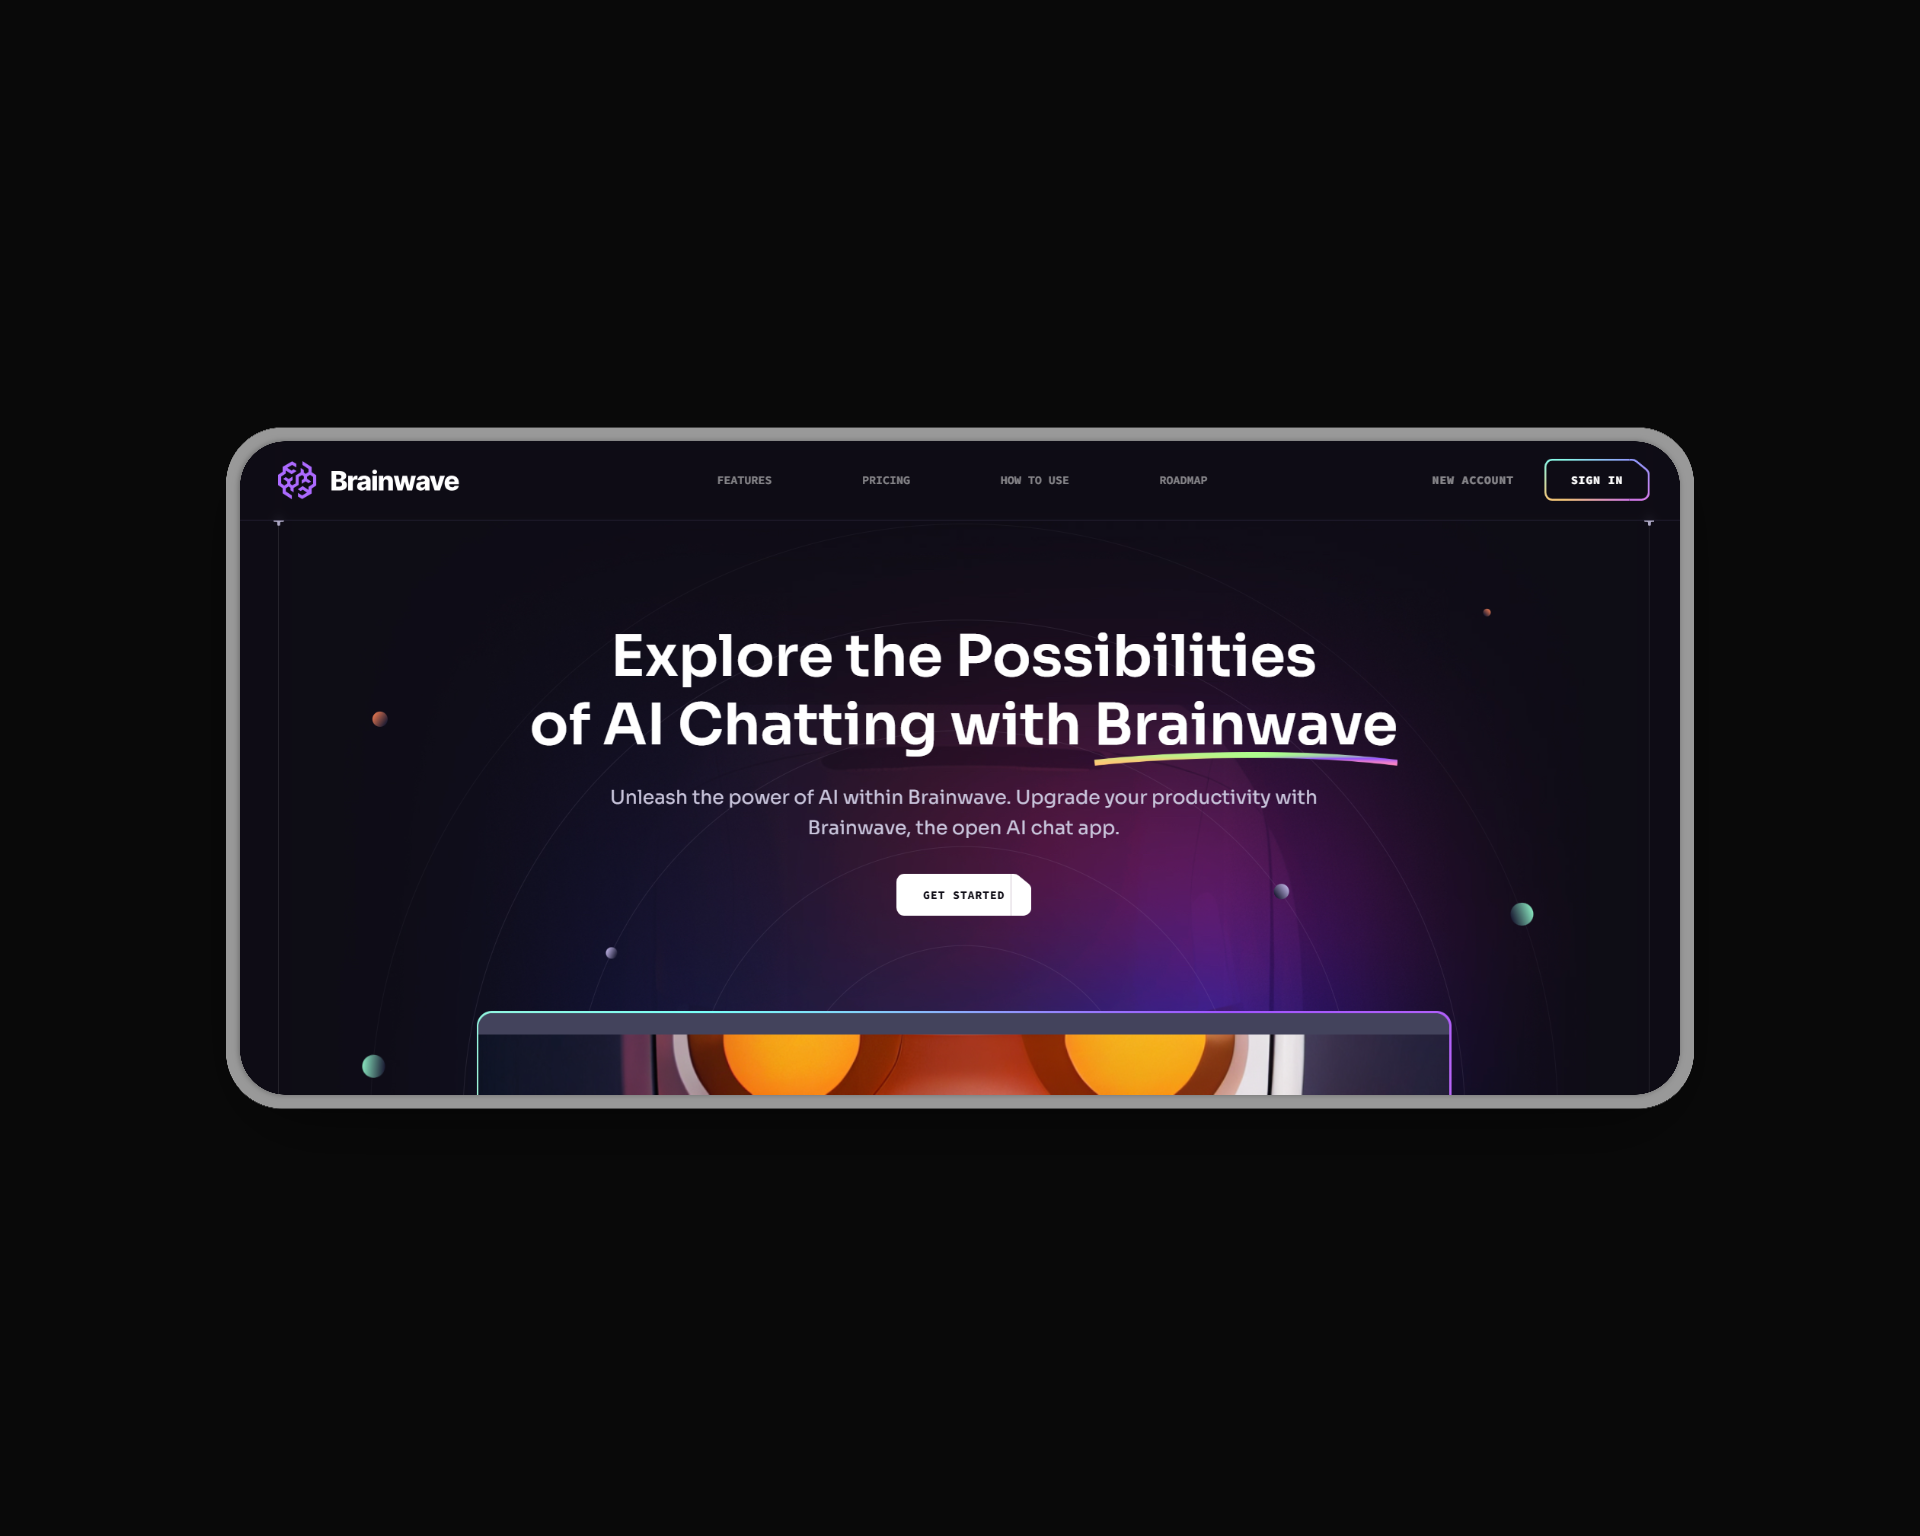 Brainwave
FEATURES
PRICING
HOW TO USE
ROADMAP
NEW ACCOUNT
SIGN IN
Explore the Possibilities
of AI Chatting with Brainwave
Unleash the power of AI within Brainwave. Upgrade your productivity with
Brainwave, the open AI chat app.
GET STARTED